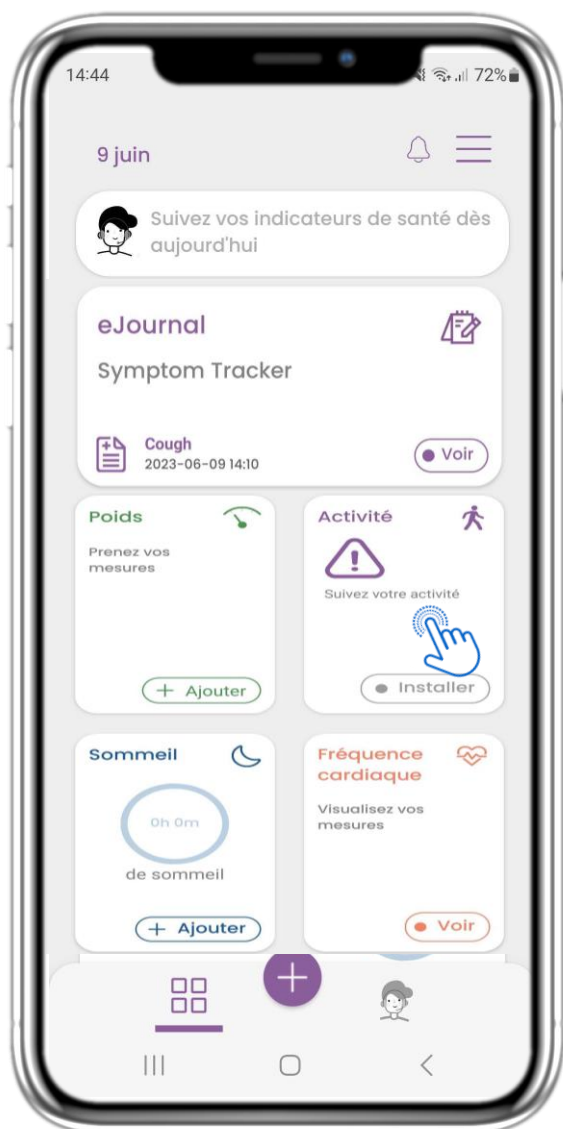 14:44
72%
9 juin
Suivez vos indicateurs de santé dès
aujourd'hui
eJournal
Symptom Tracker
Cough
2023-06-09 14:10
Voir
Poids
Prenez vos
mesures
+ Ajouter
Activité
Suivez votre activité
Installer
Sommeil
0h 0m
de sommeil
+ Ajouter
Fréquence
cardiaque
Visualisez vos
mesures
Voir